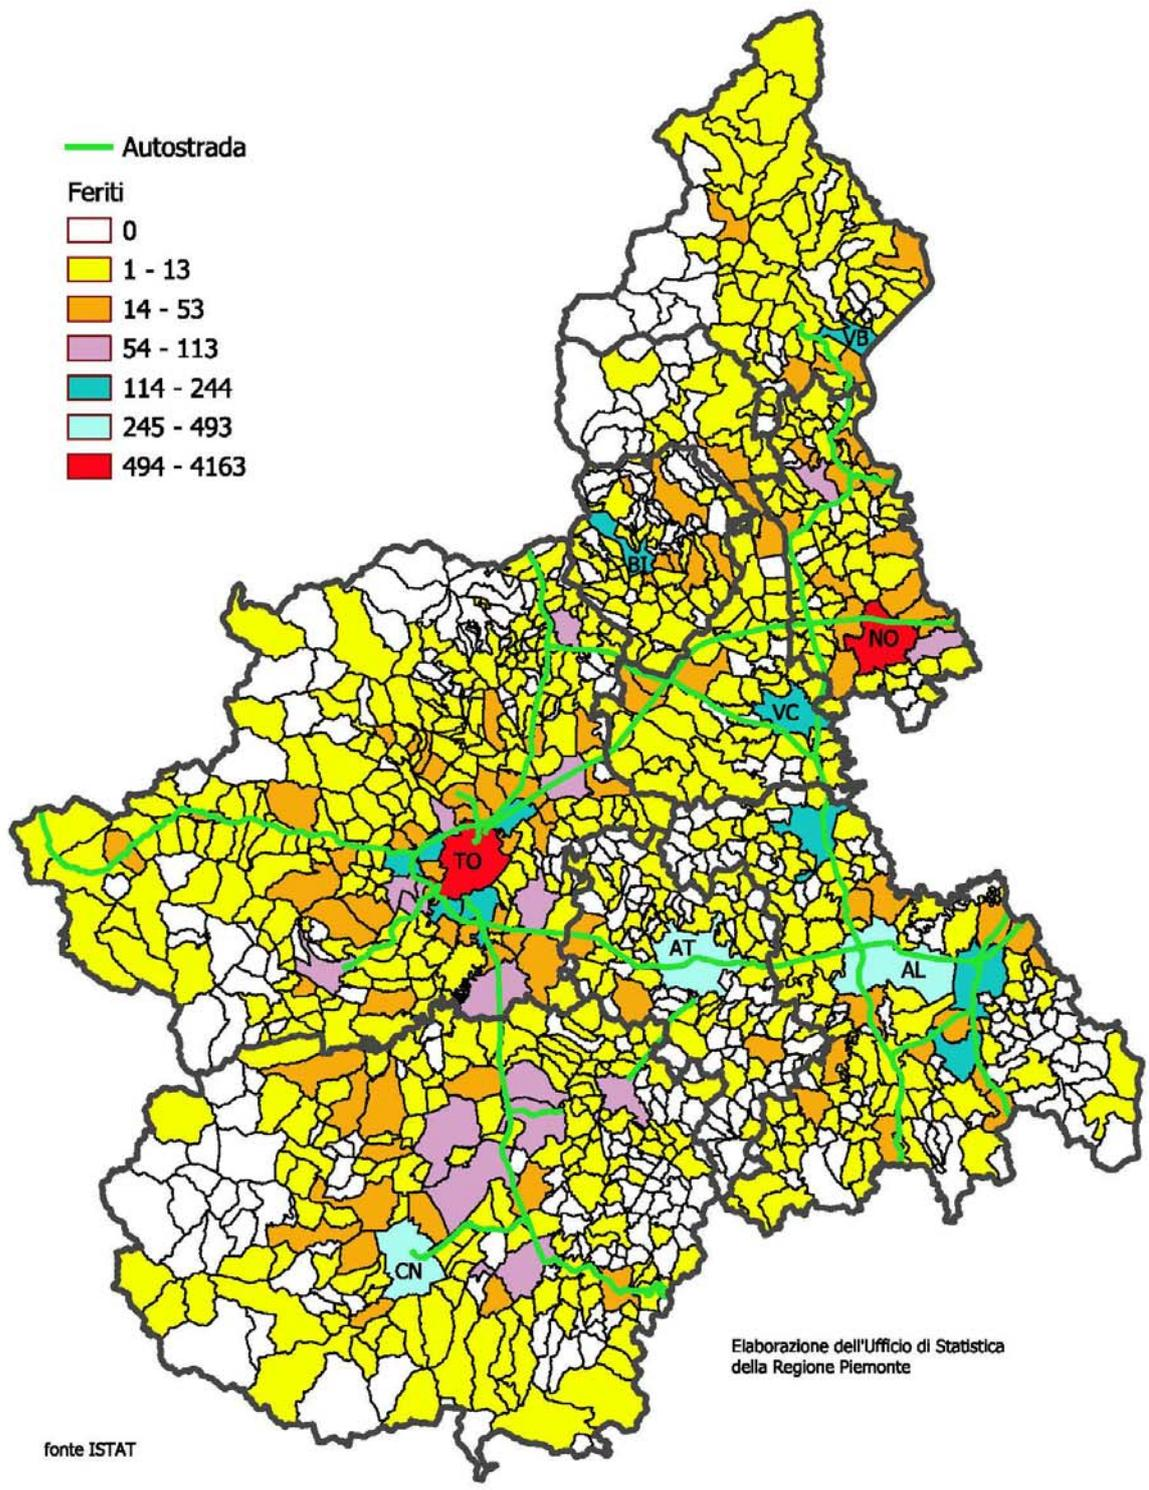 Autostrada
Feriti
0
1 - 13
14 - 53
54 - 113
114 - 244
245 - 493
494 - 4163
VB
BI
NO
VC
TO
AT
AL
CN
Elaborazione dell'Ufficio di Statistica
della Regione Piemonte
fonte ISTAT